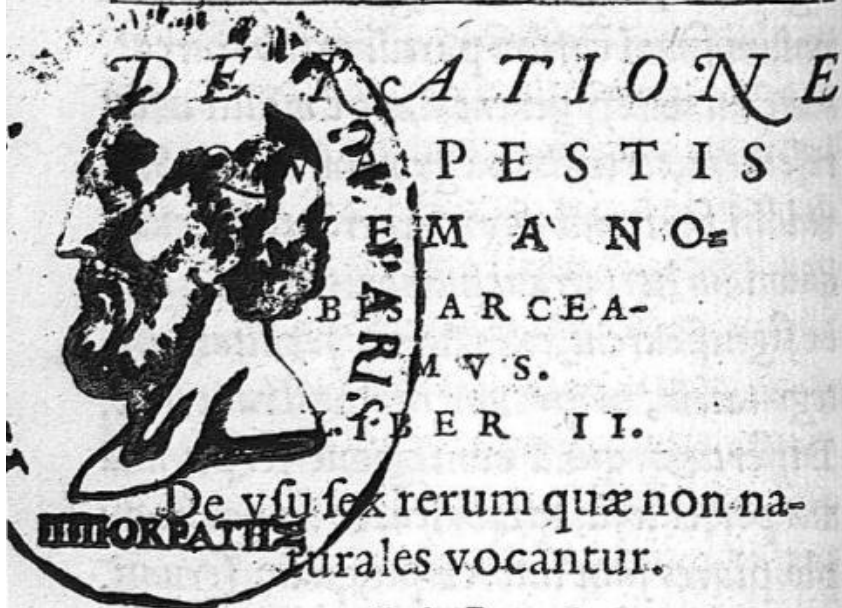 DE RATIONE
PESTIS
A NO=
BIS ARCEA-
MVS.
LIBER II.
De vſu ſex rerum quæ non na-
turales vocantur.
ΙΠΠΟΚΡΑΤΗΣ
PARIS